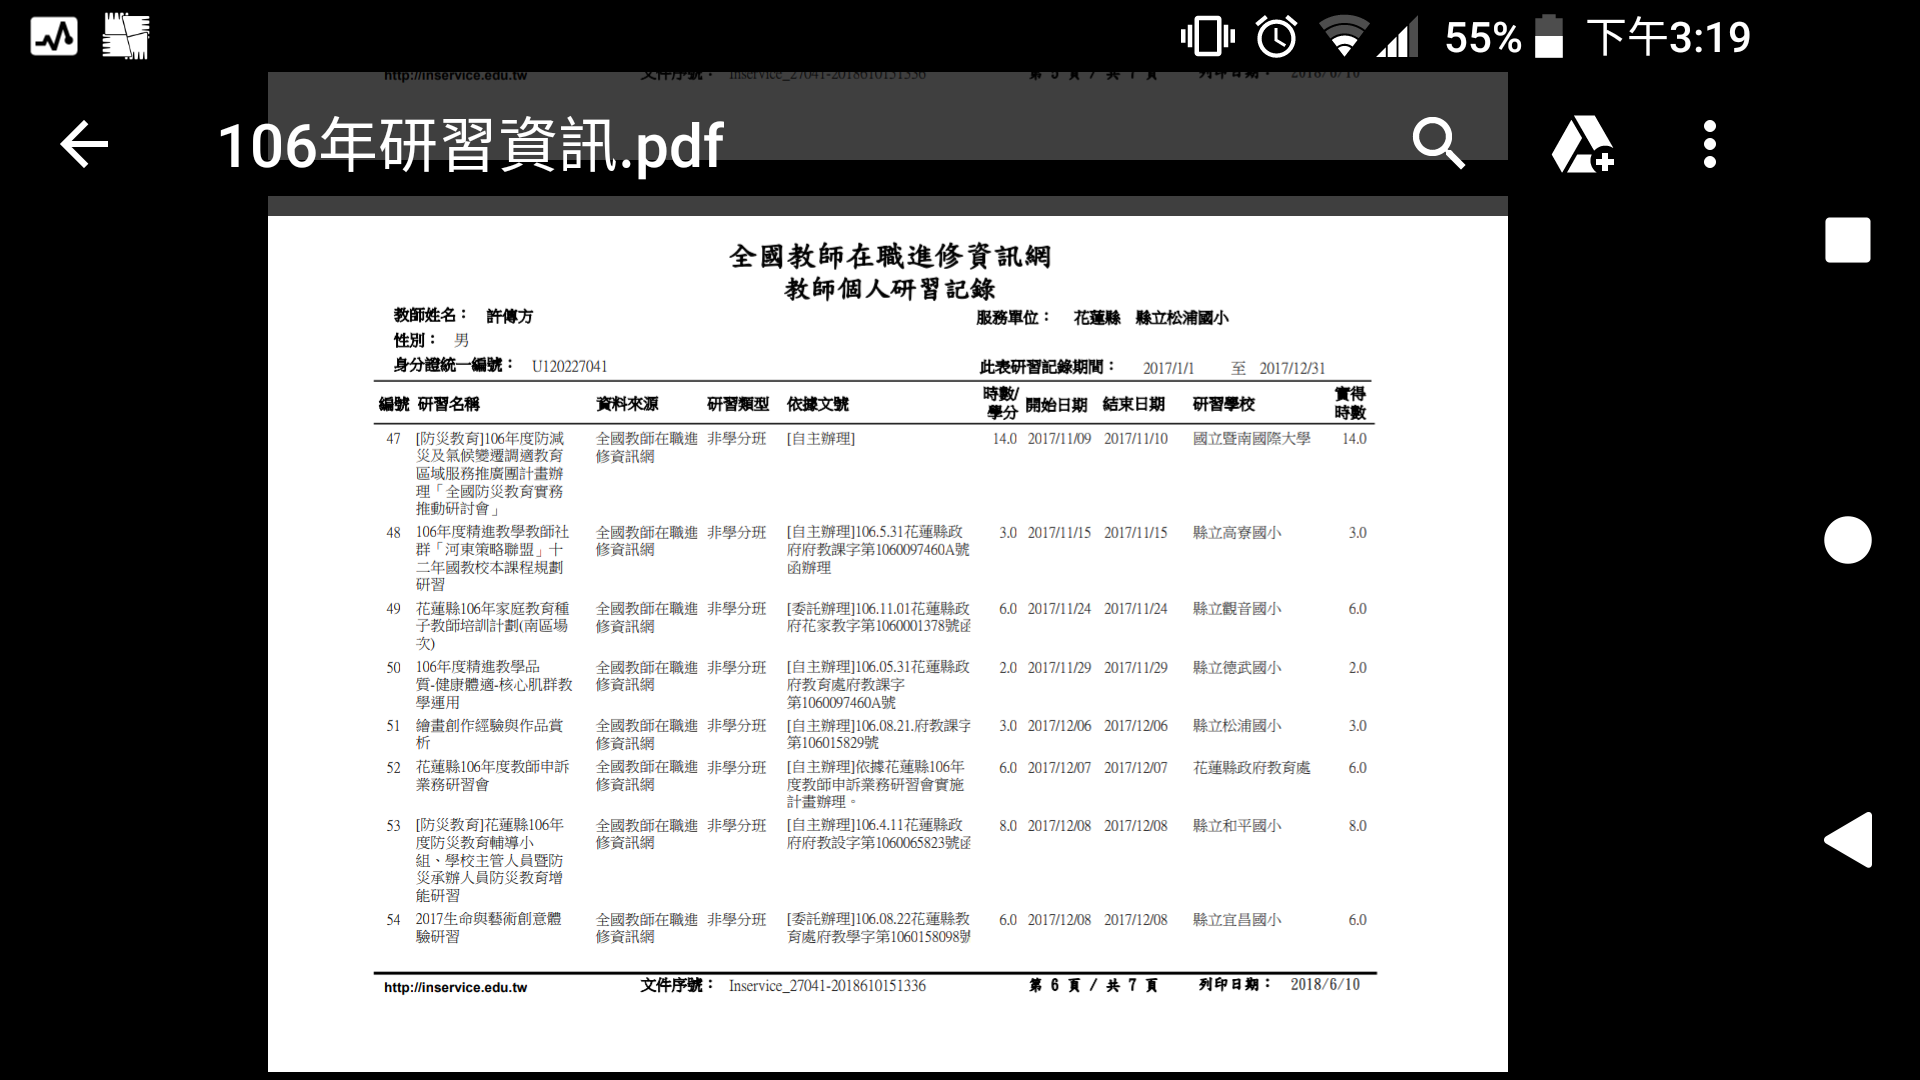 55% 下午3:19
http://inservice.edu.tw 文件序號： Inservice_27041-2018610151336 第 5 頁 / 共 7 頁 列印日期： 2018/6/10
106年研習資訊.pdf
全國教師在職進修資訊網
教師個人研習記錄
教師姓名： 許傳方 服務單位： 花蓮縣 縣立松浦國小
性別： 男
身分證統一編號： U120227041 此表研習記錄期間： 2017/1/1 至 2017/12/31
編號 研習名稱 資料來源 研習類型 依據文號 時數/ 開始日期 結束日期 研習學校 實得
學分 時數
47 [防災教育]106年度防減 全國教師在職進 非學分班 [自主辦理] 14.0 2017/11/09 2017/11/10 國立暨南國際大學 14.0
災及氣候變遷調適教育 修資訊網
區域服務推廣團計畫辦
理「全國防災教育實務
推動研討會」
48 106年度精進教學教師社 全國教師在職進 非學分班 [自主辦理]106.5.31花蓮縣政 3.0 2017/11/15 2017/11/15 縣立高寮國小 3.0
群「河東策略聯盟」十 修資訊網 府府教課字第1060097460A號
二年國教校本課程規劃 函辦理
研習
49 花蓮縣106年家庭教育種 全國教師在職進 非學分班 [委託辦理]106.11.01花蓮縣政 6.0 2017/11/24 2017/11/24 縣立觀音國小 6.0
子教師培訓計劃(南區場 修資訊網 府花家教字第1060001378號函
次)
50 106年度精進教學品 全國教師在職進 非學分班 [自主辦理]106.05.31花蓮縣政 2.0 2017/11/29 2017/11/29 縣立德武國小 2.0
質-健康體適-核心肌群教 修資訊網 府教育處府教課字
學運用 第1060097460A號
51 繪畫創作經驗與作品賞 全國教師在職進 非學分班 [自主辦理]106.08.21.府教課字 3.0 2017/12/06 2017/12/06 縣立松浦國小 3.0
析 修資訊網 第106015829號
52 花蓮縣106年度教師申訴 全國教師在職進 非學分班 [自主辦理]依據花蓮縣106年 6.0 2017/12/07 2017/12/07 花蓮縣政府教育處 6.0
業務研習會 修資訊網 度教師申訴業務研習會實施
計畫辦理。
53 [防災教育]花蓮縣106年 全國教師在職進 非學分班 [自主辦理]106.4.11花蓮縣政 8.0 2017/12/08 2017/12/08 縣立和平國小 8.0
度防災教育輔導小 修資訊網 府府教設字第1060065823號函
組、學校主管人員暨防
災承辦人員防災教育增
能研習
54 2017生命與藝術創意體 全國教師在職進 非學分班 [委託辦理]106.08.22花蓮縣教 6.0 2017/12/08 2017/12/08 縣立宜昌國小 6.0
驗研習 修資訊網 育處府教學字第1060158098號
http://inservice.edu.tw 文件序號： Inservice_27041-2018610151336 第 6 頁 / 共 7 頁 列印日期： 2018/6/10